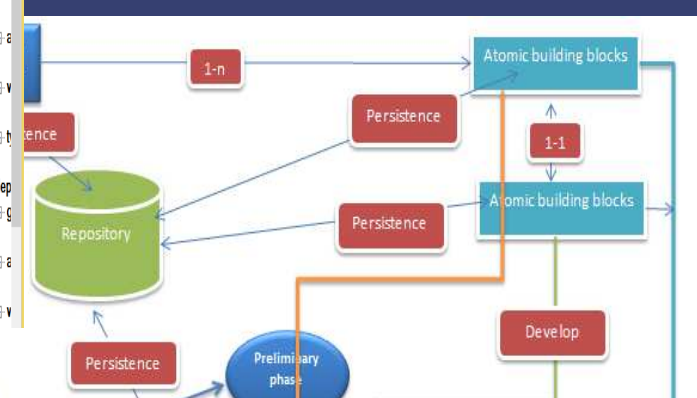 Atomic building blocks
1-n
Persistence
1-1
Atomic building blocks
Repository
Persistence
Develop
Preliminary
phase
Persistence